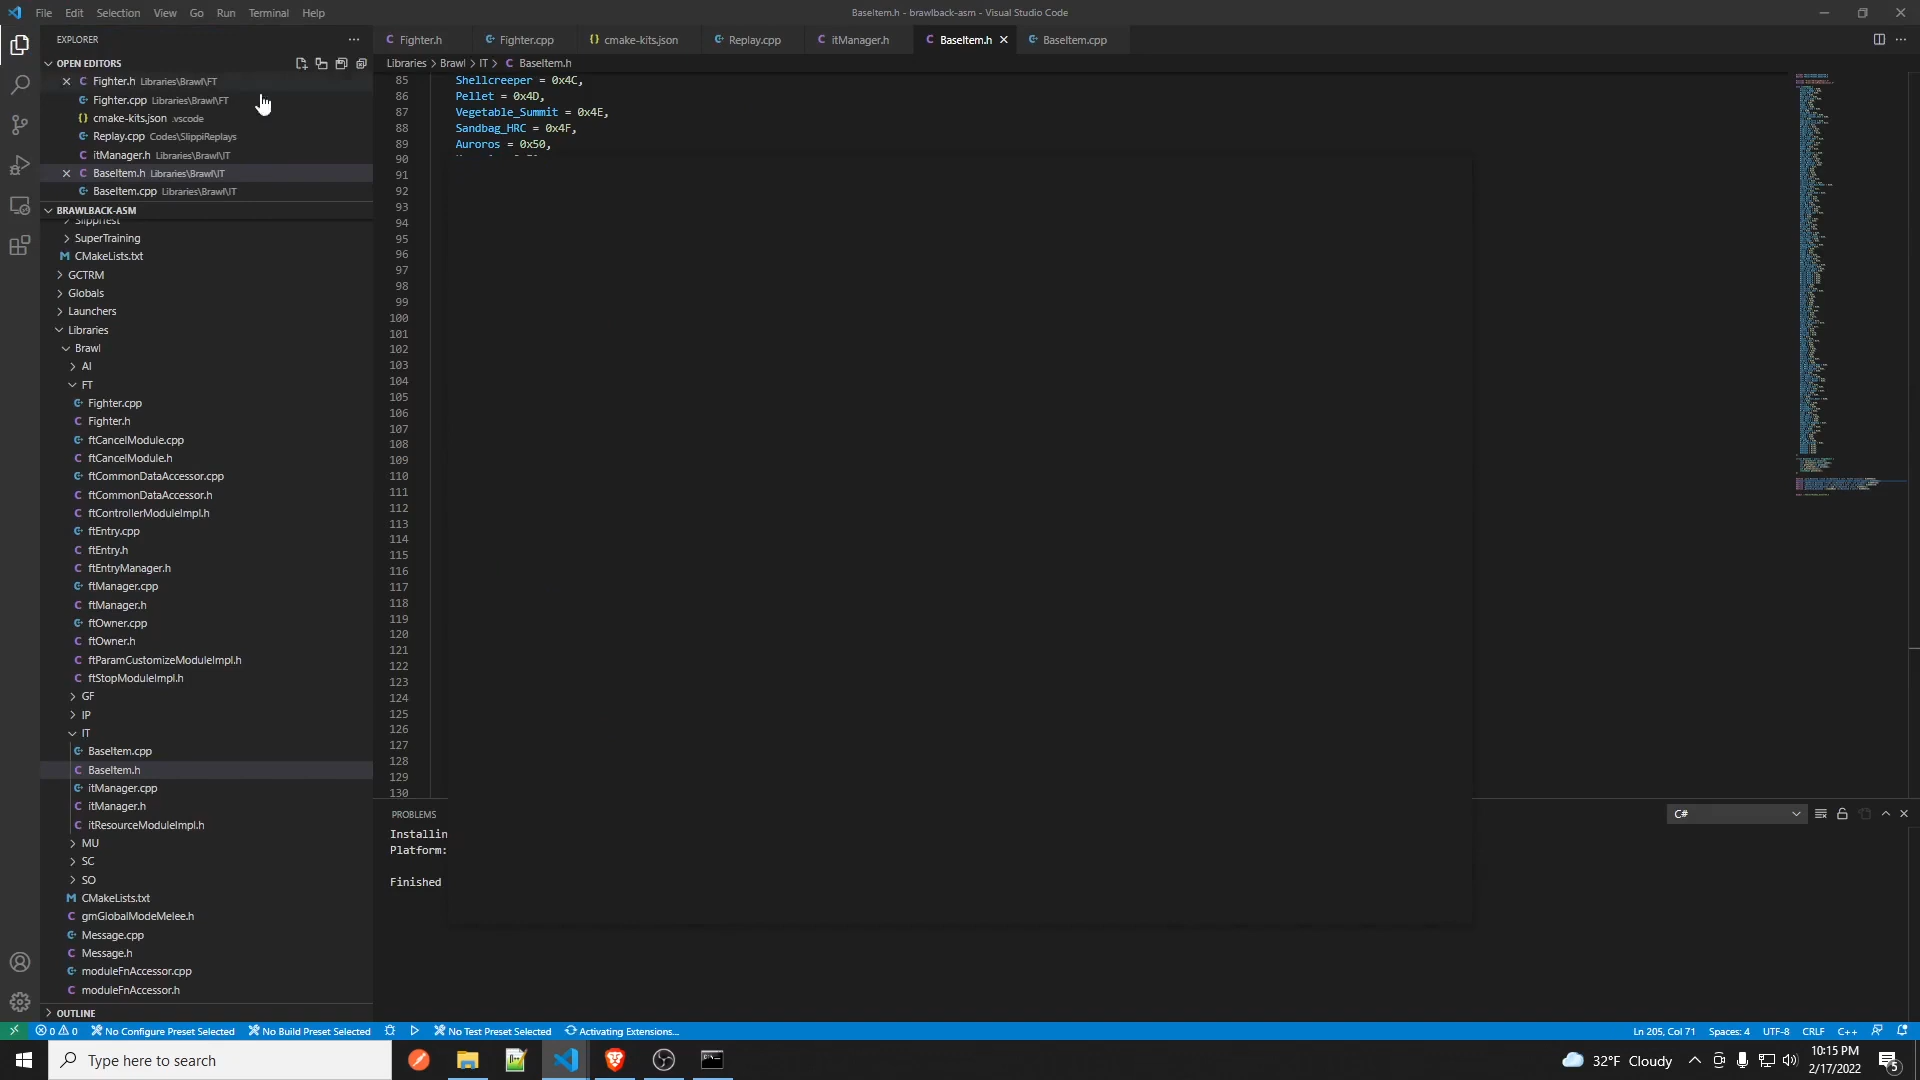 File Edit Selection View Go Run Terminal Help
BaseItem.h - brawlback-asm - Visual Studio Code
EXPLORER
Fighter.h
Fighter.cpp
cmake-kits.json
Replay.cpp
itManager.h
BaseItem.h
BaseItem.cpp
OPEN EDITORS
Libraries > Brawl > IT > BaseItem.h
Fighter.h Libraries\Brawl\FT
Fighter.cpp Libraries\Brawl\FT
cmake-kits.json .vscode
Replay.cpp Codes\SlippiReplays
itManager.h Libraries\Brawl\IT
BaseItem.h Libraries\Brawl\IT
BaseItem.cpp Libraries\Brawl\IT
BRAWLBACK-ASM
SlippiTest
SuperTraining
CMakeLists.txt
GCTRM
Globals
Launchers
Libraries
Brawl
AI
FT
Fighter.cpp
Fighter.h
ftCancelModule.cpp
ftCancelModule.h
ftCommonDataAccessor.cpp
ftCommonDataAccessor.h
ftControllerModuleImpl.h
ftEntry.cpp
ftEntry.h
ftEntryManager.h
ftManager.cpp
ftManager.h
ftOwner.cpp
ftOwner.h
ftParamCustomizeModuleImpl.h
ftStopModuleImpl.h
GF
IP
IT
BaseItem.cpp
BaseItem.h
itManager.cpp
itManager.h
itResourceModuleImpl.h
MU
SC
SO
CMakeLists.txt
gmGlobalModeMelee.h
Message.cpp
Message.h
moduleFnAccessor.cpp
moduleFnAccessor.h
OUTLINE
85 Shellcreeper = 0x4C,
86 Pellet = 0x4D,
87 Vegetable_Summit = 0x4E,
88 Sandbag_HRC = 0x4F,
89 Auroros = 0x50,
90
91
92
93
94
95
96
97
98
99
100
101
102
103
104
105
106
107
108
109
110
111
112
113
114
115
116
117
118
119
120
121
122
123
124
125
126
127
128
129
130
PROBLEMS
C#
Installin
Platform:
Finished
0 0 No Configure Preset Selected No Build Preset Selected No Test Preset Selected Activating Extensions...
Ln 205, Col 71 Spaces: 4 UTF-8 CRLF C++
Type here to search
32°F Cloudy
10:15 PM
2/17/2022
5